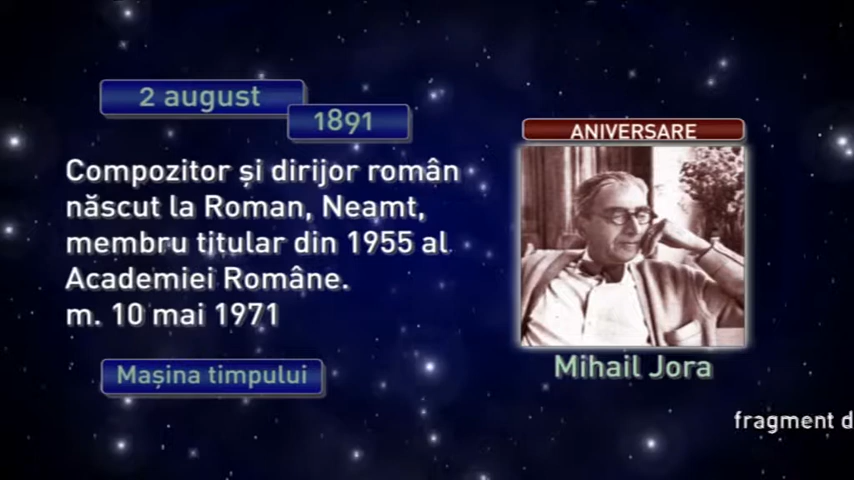 2 august
1891
Compozitor și dirijor român
născut la Roman, Neamt,
membru titular din 1955 al
Academiei Române.
m. 10 mai 1971
Mașina timpului
ANIVERSARE
Mihail Jora
fragment d